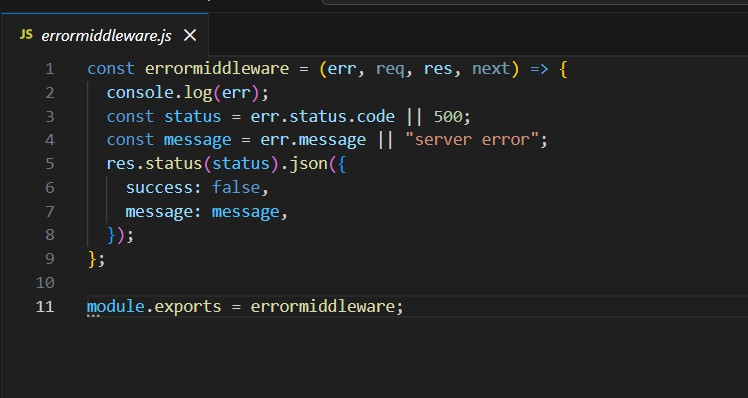 JS errormiddleware.js ×
1 const errormiddleware = (err, req, res, next) => {
2   console.log(err);
3   const status = err.status.code || 500;
4   const message = err.message || "server error";
5   res.status(status).json({
6     success: false,
7     message: message,
8   });
9 };
10
11 module.exports = errormiddleware;